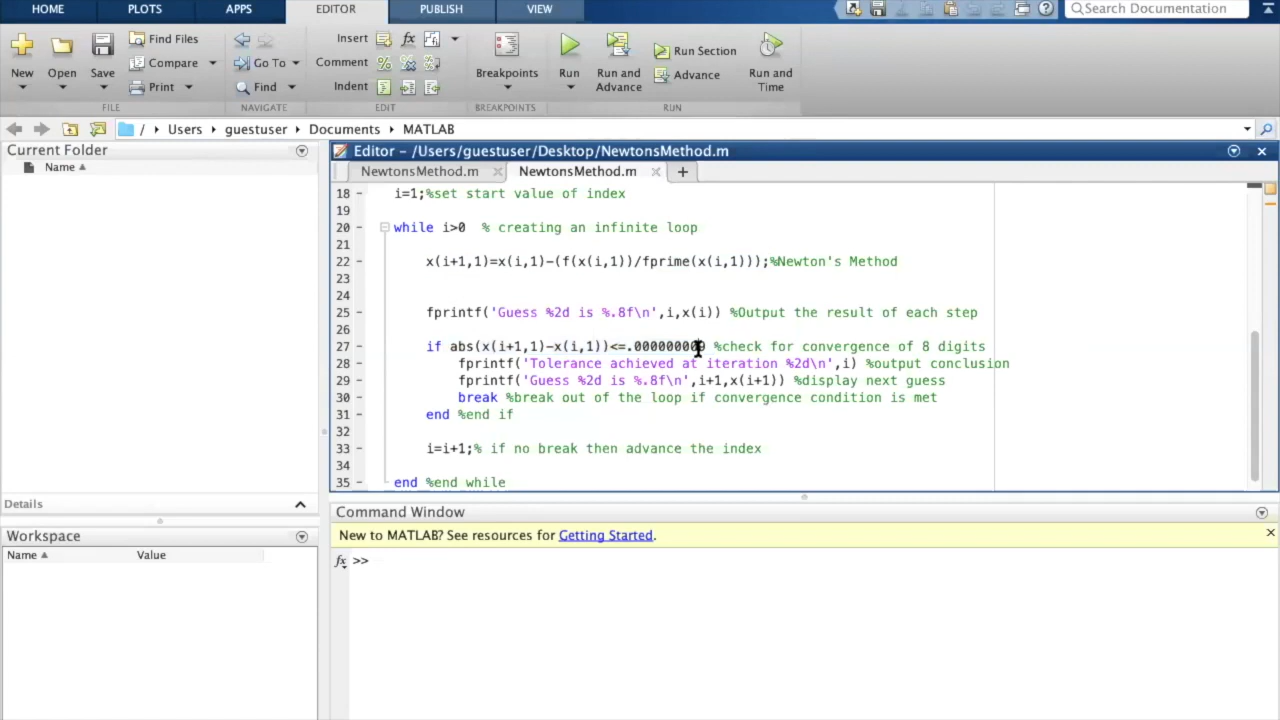 HOME PLOTS APPS EDITOR PUBLISH VIEW Search Documentation
New Open Save Find Files Compare Print
FILE
Go To Find
NAVIGATE
Insert fx
Comment
Indent
EDIT
Breakpoints
BREAKPOINTS
Run Run and Advance Run Section Advance Run and Time
RUN
/ Users guestuser Documents MATLAB
Current Folder
Name
Details
Workspace
Name Value
Editor - /Users/guestuser/Desktop/NewtonsMethod.m
NewtonsMethod.m NewtonsMethod.m +
18 - i=1;%set start value of index
19
20 - while i>0 % creating an infinite loop
21
22 - x(i+1,1)=x(i,1)-(f(x(i,1))/fprime(x(i,1)));%Newton's Method
23
24
25 - fprintf('Guess %2d is %.8f\n',i,x(i)) %Output the result of each step
26
27 - if abs(x(i+1,1)-x(i,1))<= %check for convergence of 8 digits
28 - fprintf('Tolerance achieved at iteration %2d\n',i) %output conclusion
29 - fprintf('Guess %2d is %.8f\n',i+1,x(i+1)) %display next guess
30 - break %break out of the loop if convergence condition is met
31 - end %end if
32
33 - i=i+1;% if no break then advance the index
34
35 - end %end while
Command Window
New to MATLAB? See resources for Getting Started.
fx >>